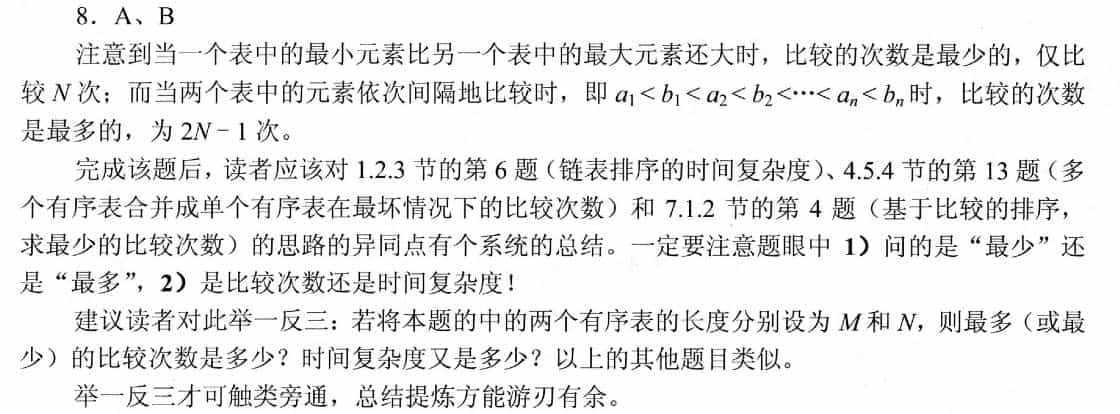 8．A、B
注意到当一个表中的最小元素比另一个表中的最大元素还大时，比较的次数是最少的，仅比
较 N 次；而当两个表中的元素依次间隔地比较时，即 a₁ < b₁ < a₂ < b₂ <⋯< aₙ < bₙ 时，比较的次数
是最多的，为 2N − 1 次。
完成该题后，读者应该对 1.2.3 节的第 6 题（链表排序的时间复杂度）、4.5.4 节的第 13 题（多
个有序表合并成单个有序表在最坏情况下的比较次数）和 7.1.2 节的第 4 题（基于比较的排序，
求最少的比较次数）的思路的异同点有个系统的总结。一定要注意题眼中 1）问的是“最少”还
是“最多”，2）是比较次数还是时间复杂度！
建议读者对此举一反三：若将本题的中的两个有序表的长度分别设为 M 和 N，则最多（或最
少）的比较次数是多少？时间复杂度又是多少？以上的其他题目类似。
举一反三才可触类旁通，总结提炼方能游刃有余。